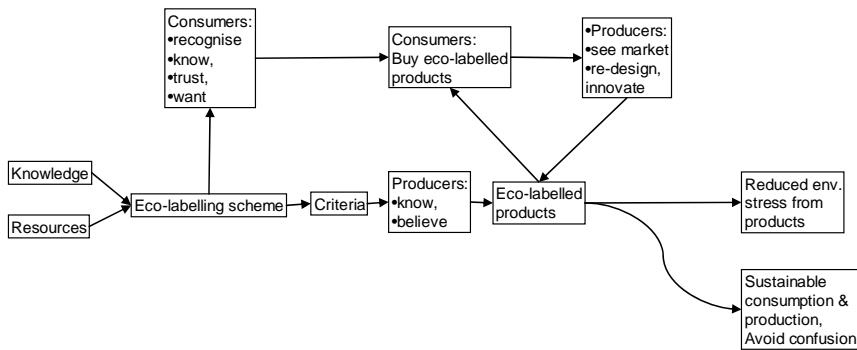 Consumers:
•recognise
•know,
•trust,
•want
Consumers:
Buy eco-labelled
products
•Producers:
•see market
•re-design,
innovate
Knowledge
Resources
Eco-labelling scheme
Criteria
Producers:
•know,
•believe
Eco-labelled
products
Reduced env.
stress from
products
Sustainable
consumption &
production,
Avoid confusion